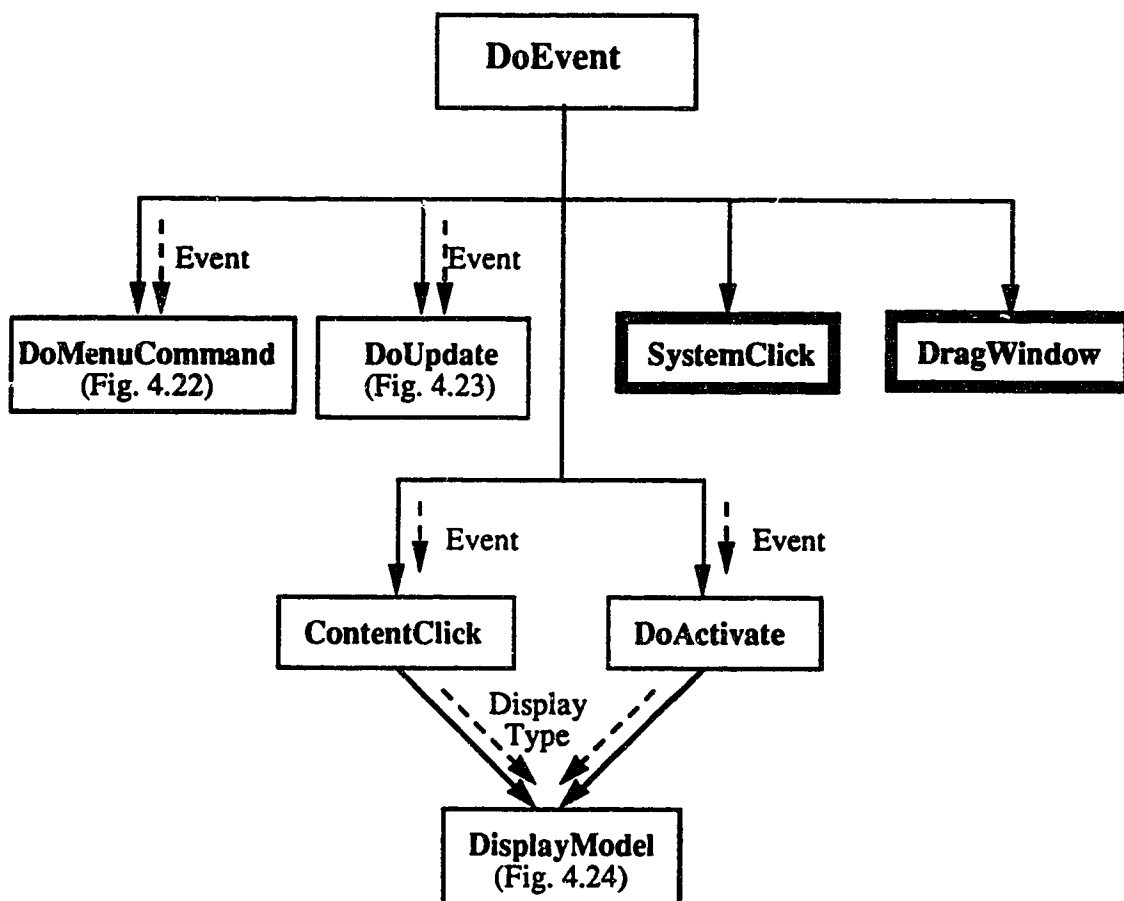 DoEvent
Event
Event
DoMenuCommand
(Fig. 4.22)
DoUpdate
(Fig. 4.23)
SystemClick
DragWindow
Event
Event
ContentClick
DoActivate
Display
Type
DisplayModel
(Fig. 4.24)